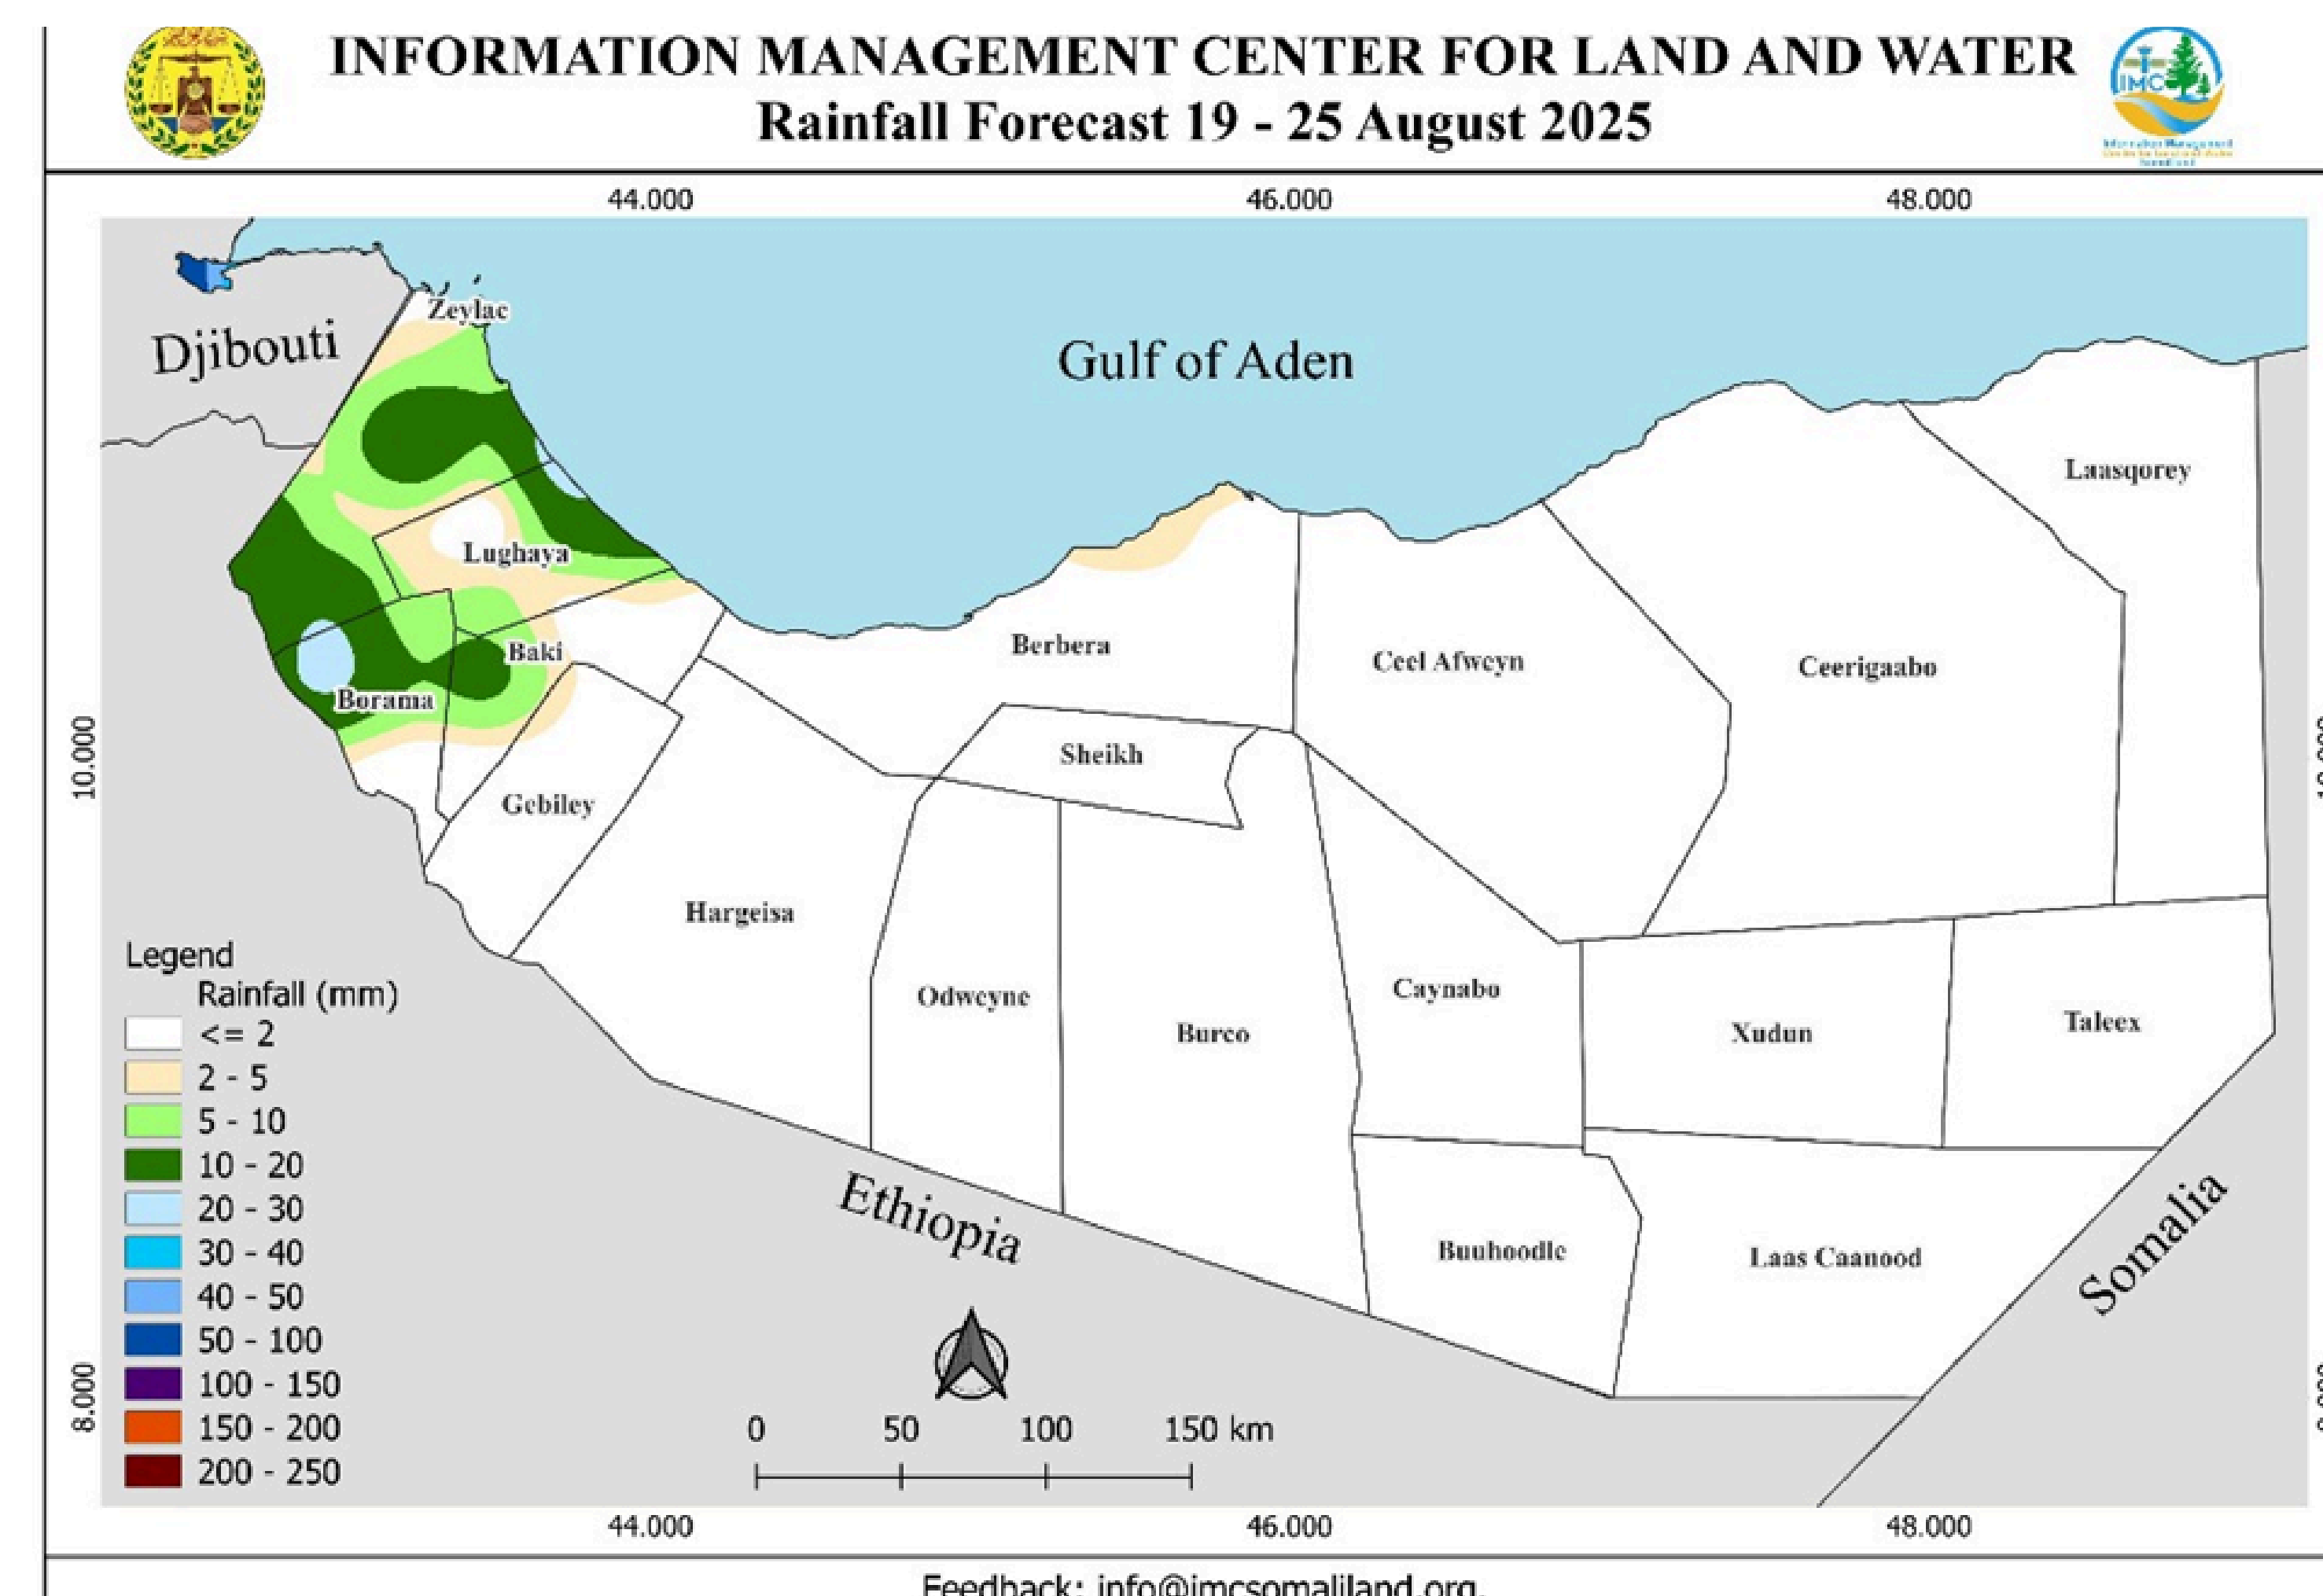 INFORMATION MANAGEMENT CENTER FOR LAND AND WATER
Rainfall Forecast 19 - 25 August 2025
IMC
Information Management
44.000
46.000
48.000
Zeylac
Djibouti
Gulf of Aden
Laasqorey
Lughaya
Baki
Berbera
Ceel Afweyn
Ceerigaabo
Borama
Sheikh
10.000
Gebiley
Hargeisa
Odweyne
Burco
Caynabo
Xudun
Taleex
Ethiopia
Buuhoodle
Laas Caanood
Somalia
Legend
Rainfall (mm)
<= 2
2 - 5
5 - 10
10 - 20
20 - 30
30 - 40
40 - 50
50 - 100
100 - 150
150 - 200
200 - 250
8.000
0 50 100 150 km
44.000
46.000
48.000
Feedback: info@imcsomaliland.org.